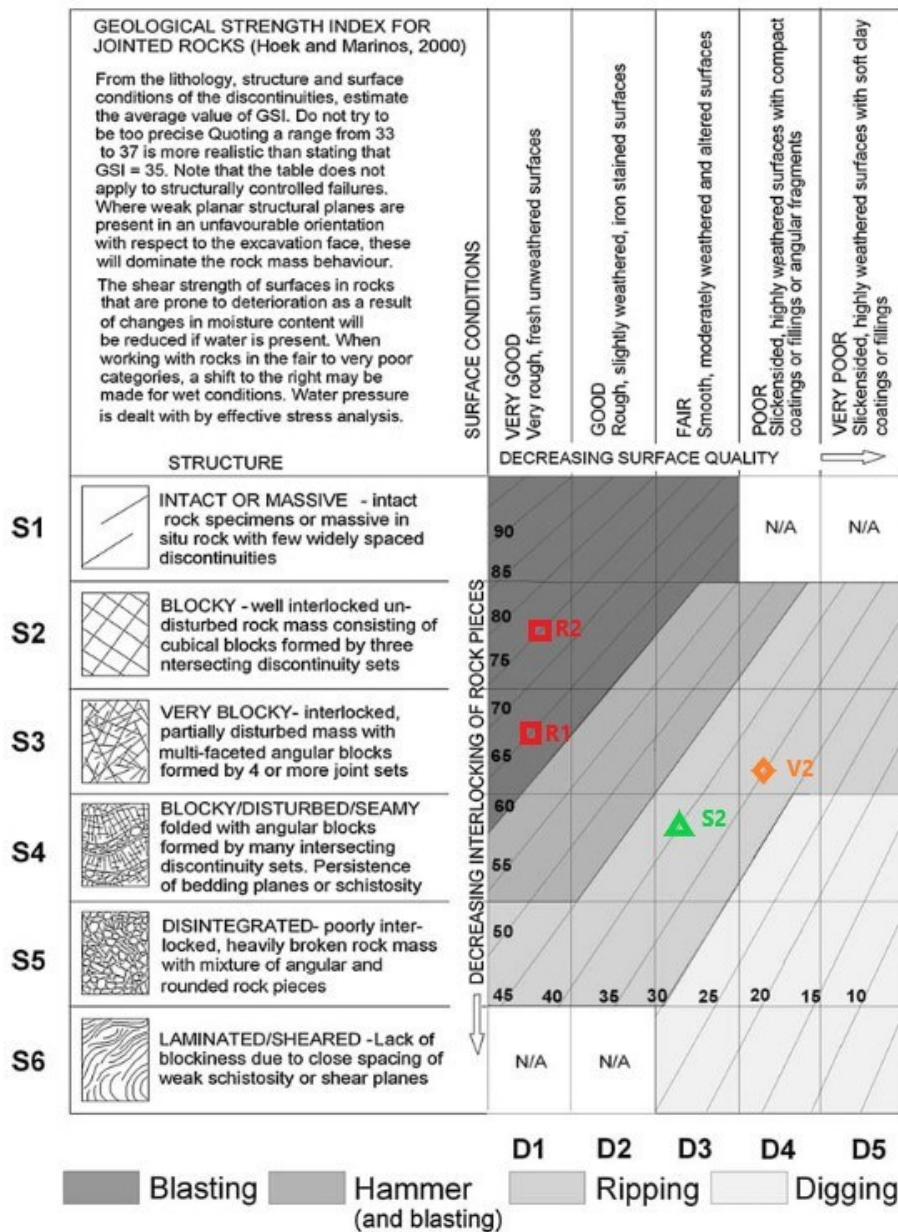 GEOLOGICAL STRENGTH INDEX FOR
JOINTED ROCKS (Hoek and Marinos, 2000)
From the lithology, structure and surface
conditions of the discontinuities, estimate
the average value of GSI. Do not try to
be too precise Quoting a range from 33
to 37 is more realistic than stating that
GSI = 35. Note that the table does not
apply to structurally controlled failures.
Where weak planar structural planes are
present in an unfavourable orientation
with respect to the excavation face, these
will dominate the rock mass behaviour.
The shear strength of surfaces in rocks
that are prone to deterioration as a result
of changes in moisture content will
be reduced if water is present. When
working with rocks in the fair to very poor
categories, a shift to the right may be
made for wet conditions. Water pressure
is dealt with by effective stress analysis.
SURFACE CONDITIONS
VERY GOOD
Very rough, fresh unweathered surfaces
GOOD
Rough, slightly weathered, iron stained surfaces
FAIR
Smooth, moderately weathered and altered surfaces
POOR
Slickensided, highly weathered surfaces with compact
coatings or fillings or angular fragments
VERY POOR
Slickensided, highly weathered surfaces with soft clay
coatings or fillings
STRUCTURE
DECREASING SURFACE QUALITY
DECREASING INTERLOCKING OF ROCK PIECES
S1
INTACT OR MASSIVE - intact
rock specimens or massive in
situ rock with few widely spaced
discontinuities
90
85
N/A
N/A
S2
BLOCKY - well interlocked un-
disturbed rock mass consisting of
cubical blocks formed by three
ntersecting discontinuity sets
80
R2
75
S3
VERY BLOCKY- interlocked,
partially disturbed mass with
multi-faceted angular blocks
formed by 4 or more joint sets
70
R1
65
V2
S4
BLOCKY/DISTURBED/SEAMY
folded with angular blocks
formed by many intersecting
discontinuity sets. Persistence
of bedding planes or schistosity
60
S2
55
S5
DISINTEGRATED- poorly inter-
locked, heavily broken rock mass
with mixture of angular and
rounded rock pieces
50
45 40 35 30 25 20 15 10
S6
LAMINATED/SHEARED -Lack of
blockiness due to close spacing of
weak schistosity or shear planes
N/A
N/A
D1 D2 D3 D4 D5
Blasting Hammer Ripping Digging
(and blasting)